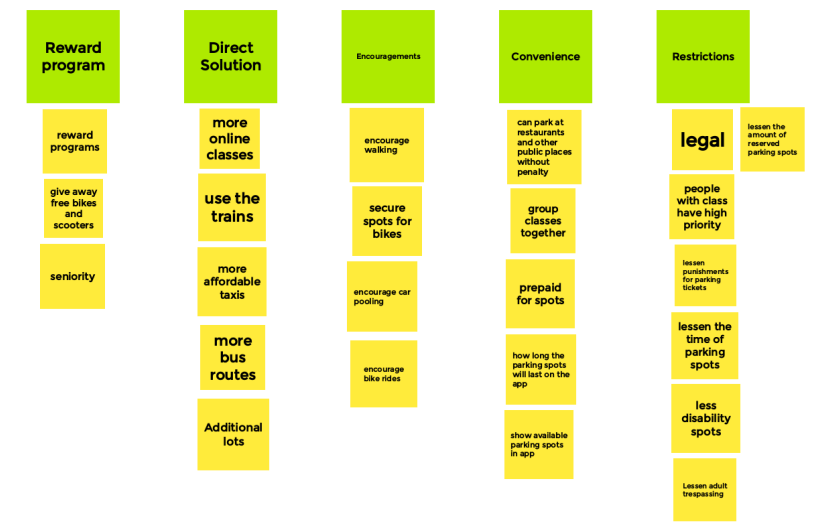 Reward
program
reward
programs
give away
free bikes
and
scooters
seniority
Direct
Solution
more
online
classes
use the
trains
more
affordable
taxis
more
bus
routes
Additional
lots
Encouragements
encourage
walking
secure
spots for
bikes
encourage car
pooling
encourage
bike rides
Convenience
can park at
restaurants
and other
public places
without
penalty
group
classes
together
prepaid
for spots
how long the
parking spots
will last on the
app
show available
parking spots
in app
Restrictions
legal
lessen the
amount of
reserved
parking spots
people
with class
have high
priority
lessen
punishments
for parking
tickets
lessen the
time of
parking
spots
less
disability
spots
Lessen adult
trespassing